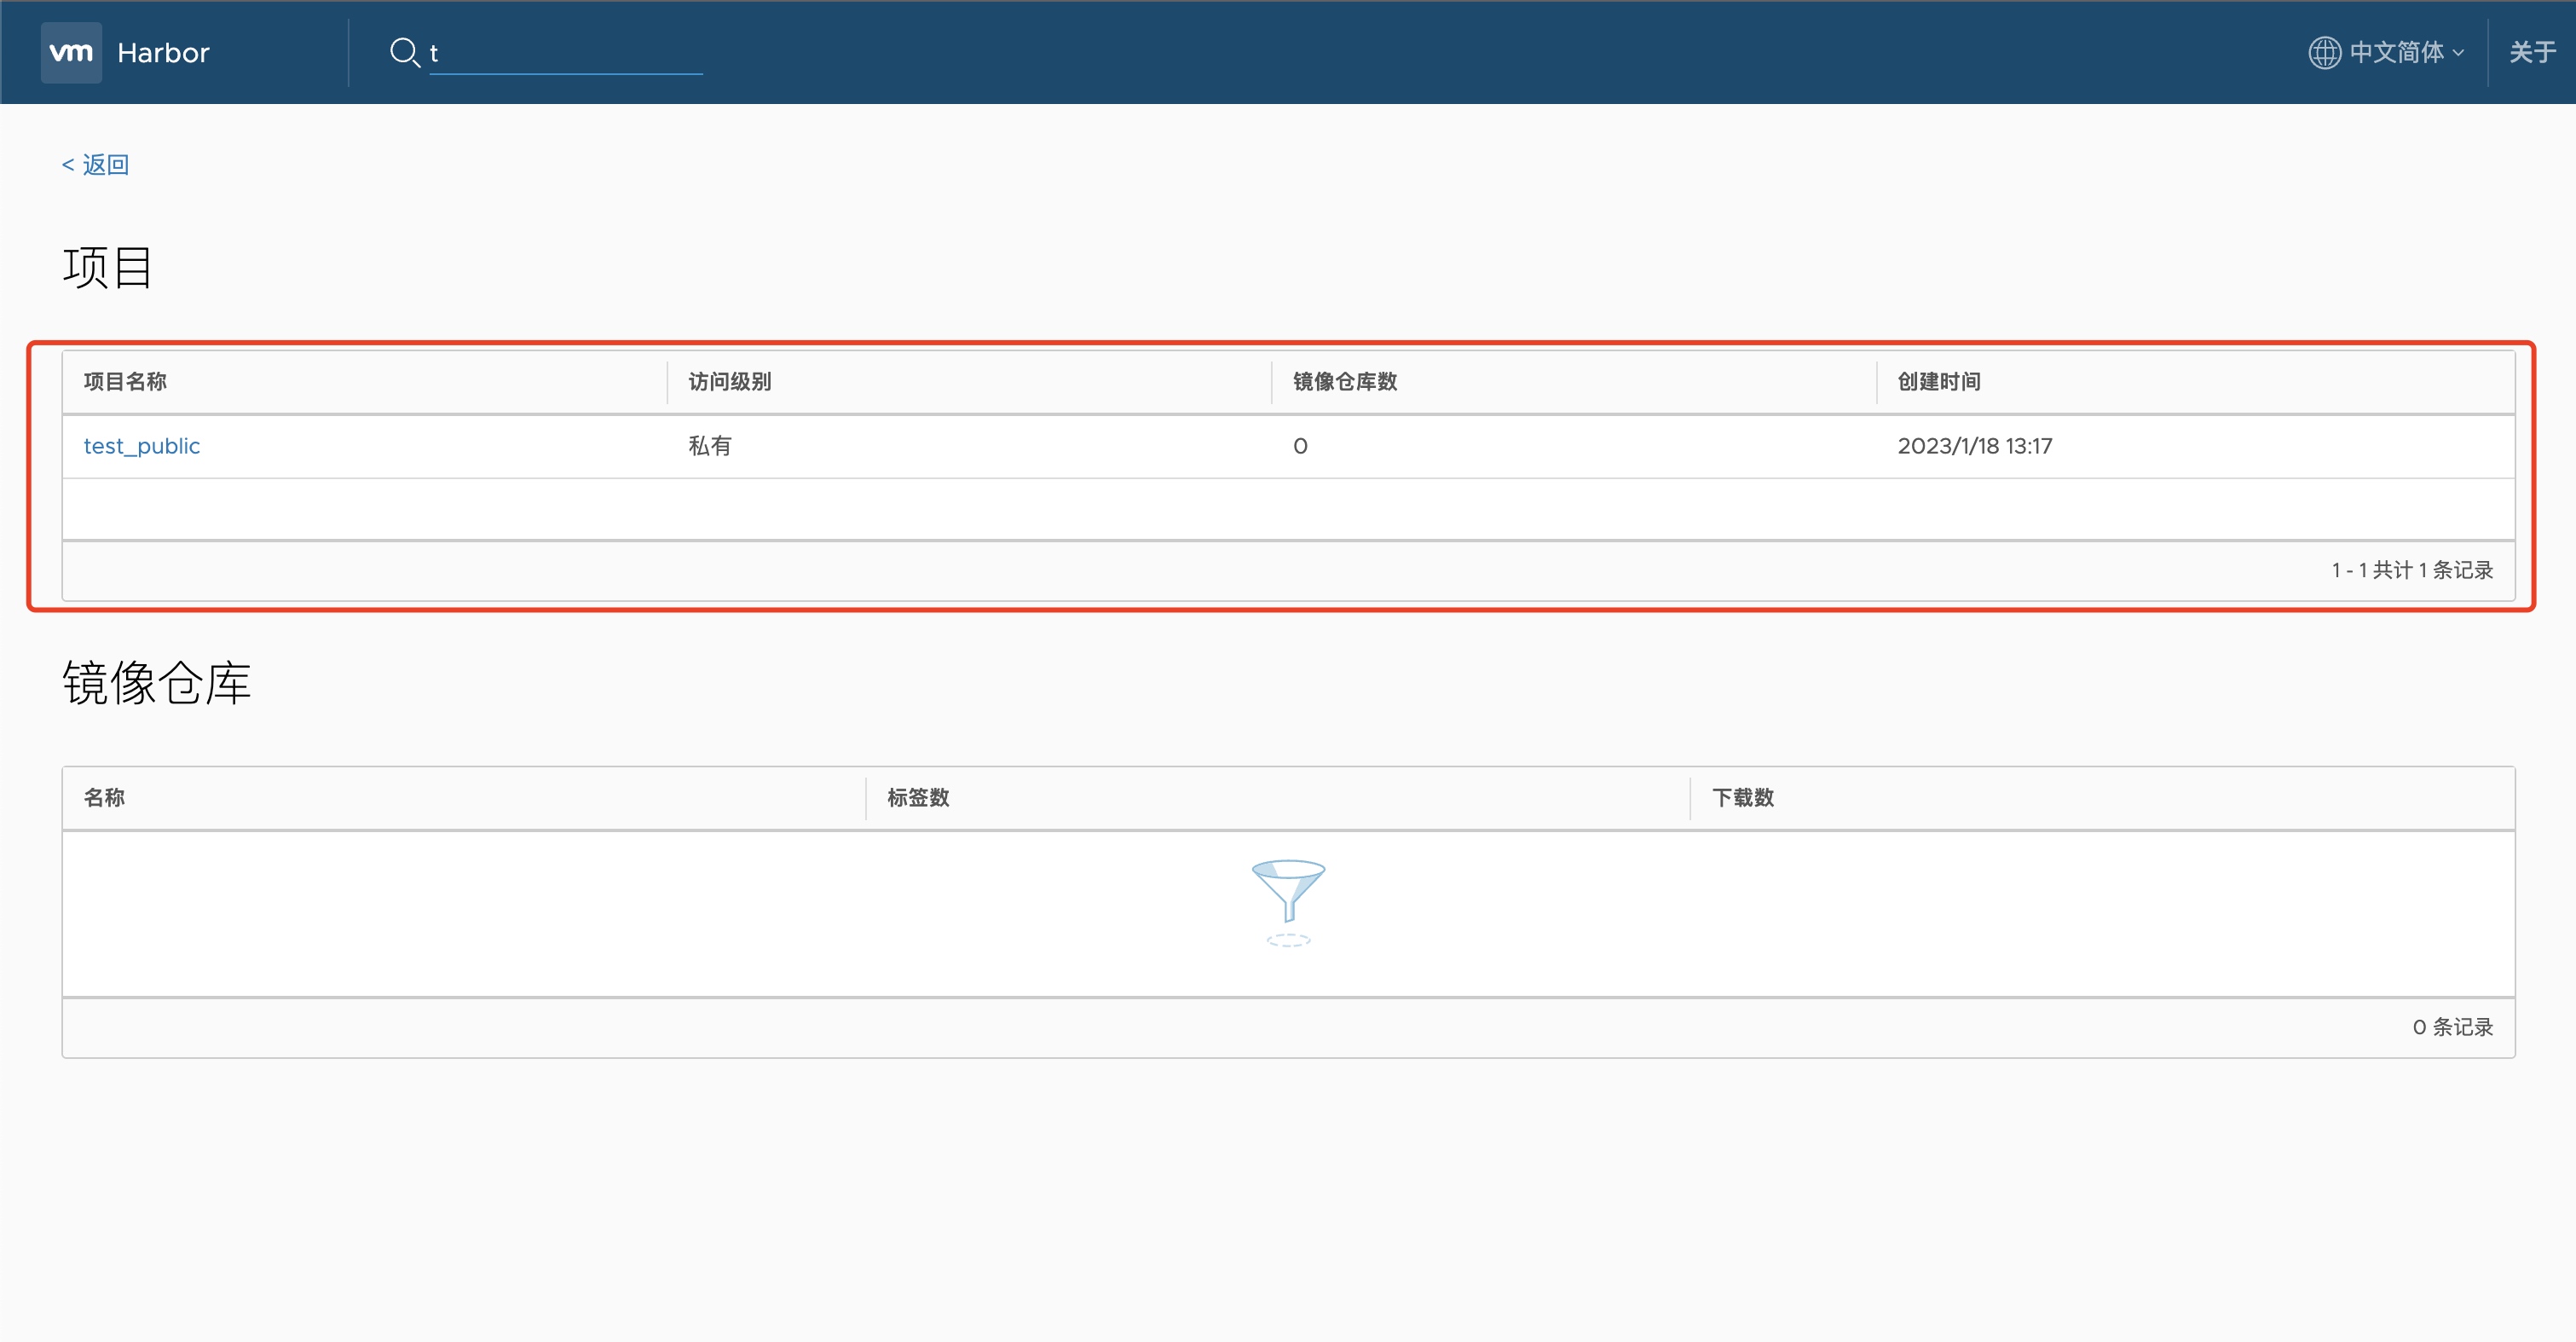 vm Harbor t 中文简体 关于
< 返回
项目
项目名称 访问级别 镜像仓库数 创建时间
test_public 私有 0 2023/1/18 13:17
1 - 1 共计 1 条记录
镜像仓库
名称 标签数 下载数
0 条记录